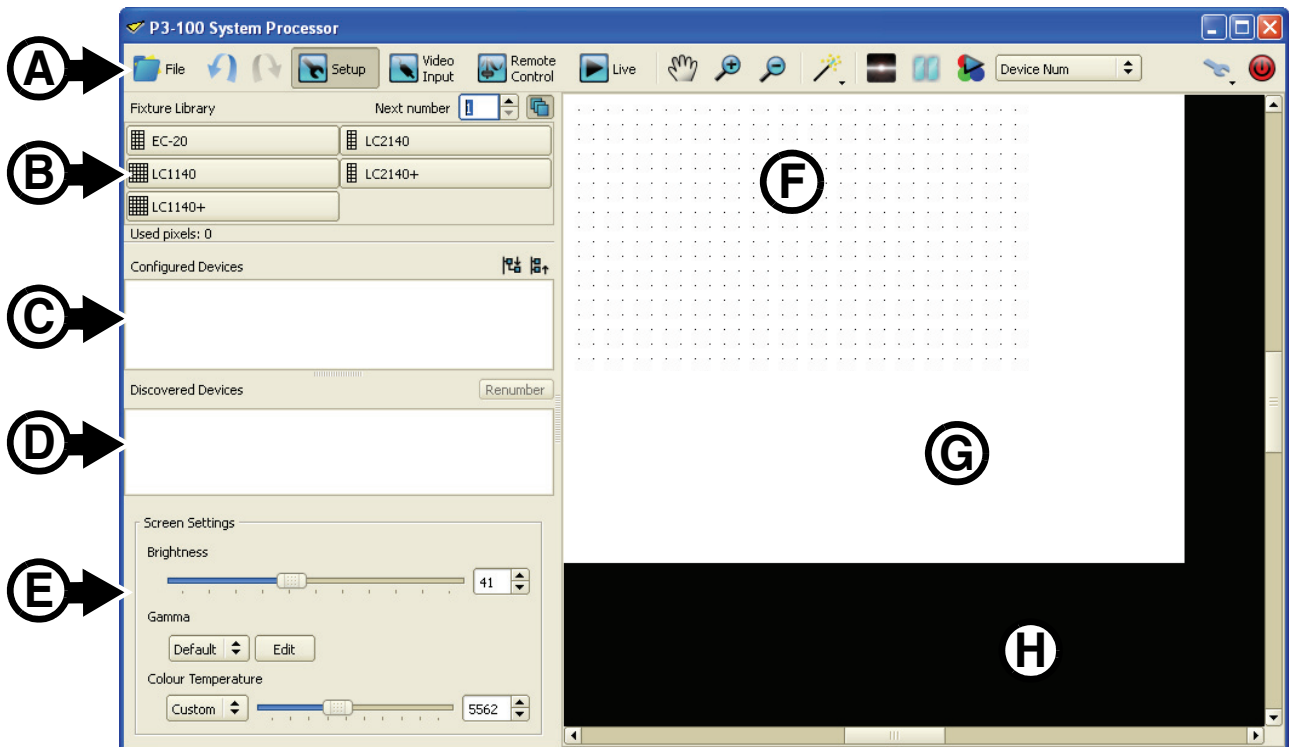 P3-100 System Processor
A
File
Setup
Video Input
Remote Control
Live
Device Num
Fixture Library
Next number 1
B
EC-20
LC2140
LC1140
LC2140+
LC1140+
Used pixels: 0
Configured Devices
C
Discovered Devices
Renumber
D
E
Screen Settings
Brightness
41
Gamma
Default
Edit
Colour Temperature
Custom
5562
F
G
H